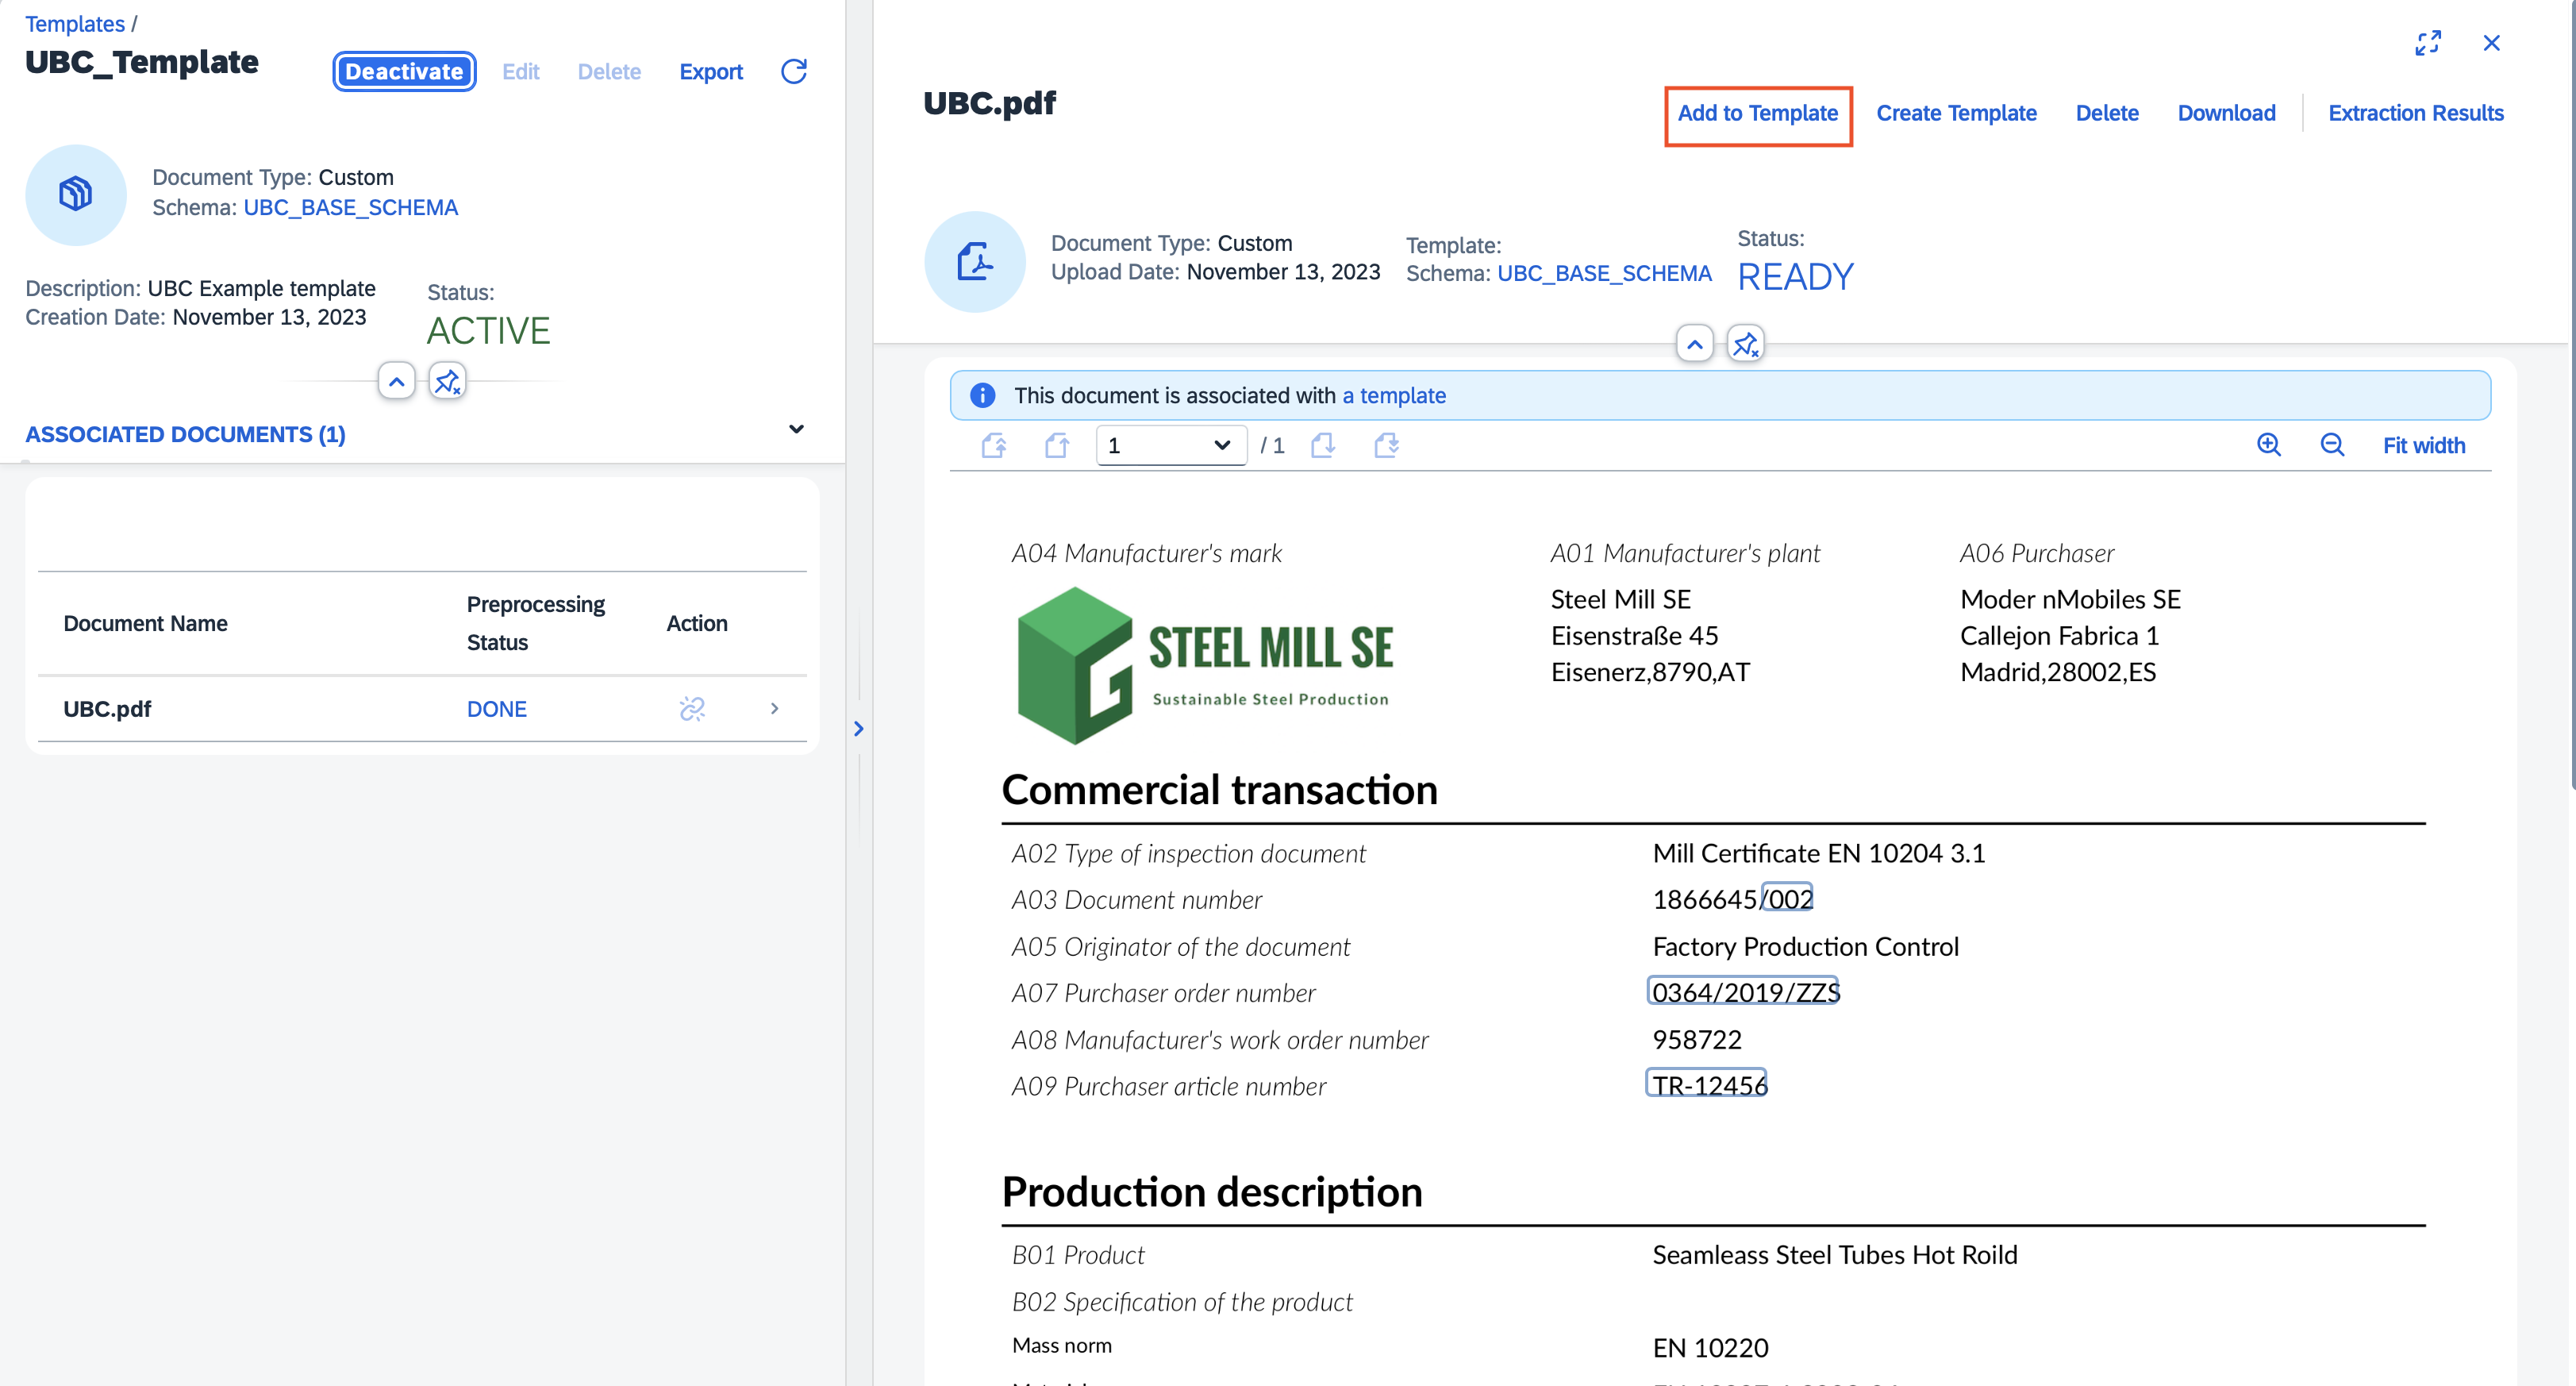 Templates /
UBC_Template
Deactivate Edit Delete Export
Document Type: Custom
Schema: UBC_BASE_SCHEMA
Description: UBC Example template
Creation Date: November 13, 2023
Status:
ACTIVE
ASSOCIATED DOCUMENTS (1)
Document Name Preprocessing Status Action
UBC.pdf DONE
UBC.pdf
Add to Template Create Template Delete Download Extraction Results
Document Type: Custom
Upload Date: November 13, 2023
Template:
Schema: UBC_BASE_SCHEMA
Status:
READY
This document is associated with a template
1 / 1 Fit width
A04 Manufacturer's mark
STEEL MILL SE
Sustainable Steel Production
A01 Manufacturer's plant
Steel Mill SE
Eisenstraße 45
Eisenerz,8790,AT
A06 Purchaser
Moder nMobiles SE
Callejon Fabrica 1
Madrid,28002,ES
Commercial transaction
A02 Type of inspection document Mill Certificate EN 10204 3.1
A03 Document number 1866645/002
A05 Originator of the document Factory Production Control
A07 Purchaser order number 0364/2019/ZZS
A08 Manufacturer's work order number 958722
A09 Purchaser article number TR-12456
Production description
B01 Product Seamleass Steel Tubes Hot Roild
B02 Specification of the product
Mass norm EN 10220